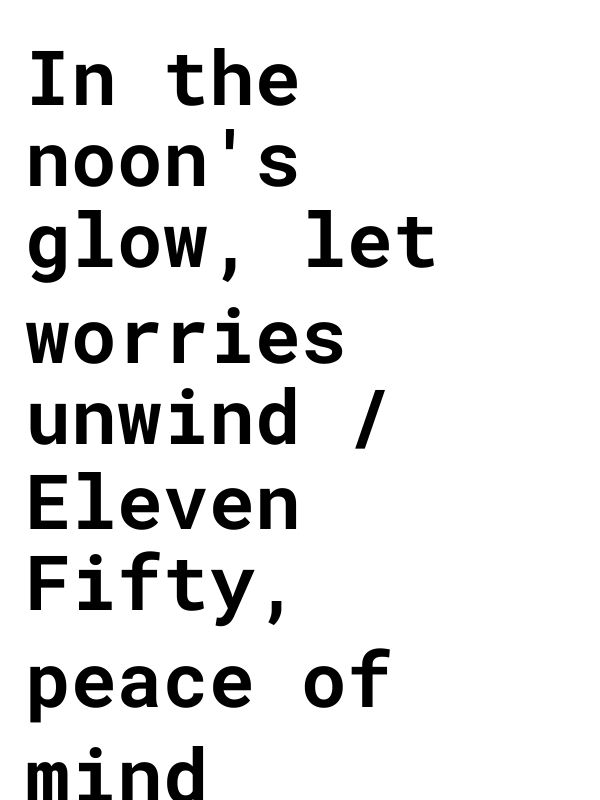 In the
noon's
glow, let
worries
unwind /
Eleven
Fifty,
peace of
mind